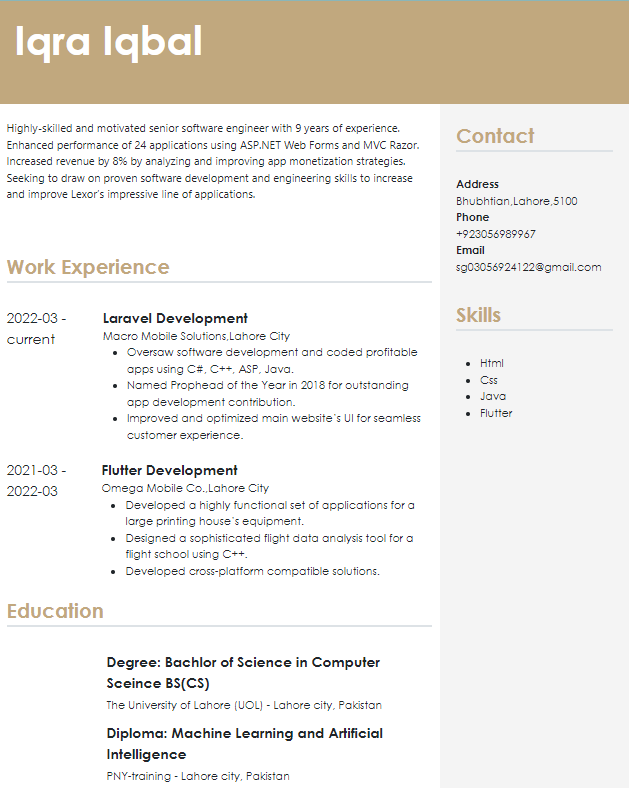 Iqra Iqbal
Highly-skilled and motivated senior software engineer with 9 years of experience.
Enhanced performance of 24 applications using ASP.NET Web Forms and MVC Razor.
Increased revenue by 8% by analyzing and improving app monetization strategies.
Seeking to draw on proven software development and engineering skills to increase
and improve Lexor's impressive line of applications.
Work Experience
2022-03 -
current
Laravel Development
Macro Mobile Solutions,Lahore City
• Oversaw software development and coded profitable
apps using C#, C++, ASP, Java.
• Named Prophead of the Year in 2018 for outstanding
app development contribution.
• Improved and optimized main website's UI for seamless
customer experience.
2021-03 -
2022-03
Flutter Development
Omega Mobile Co.,Lahore City
• Developed a highly functional set of applications for a
large printing house's equipment.
• Designed a sophisticated flight data analysis tool for a
flight school using C++.
• Developed cross-platform compatible solutions.
Education
Degree: Bachlor of Science in Computer
Sceince BS(CS)
The University of Lahore (UOL) - Lahore city, Pakistan
Diploma: Machine Learning and Artificial
Intelligence
PNY-training - Lahore city, Pakistan
Contact
Address
Bhubhtian,Lahore,5100
Phone
+923056989967
Email
sg03056924122@gmail.com
Skills
• Html
• Css
• Java
• Flutter